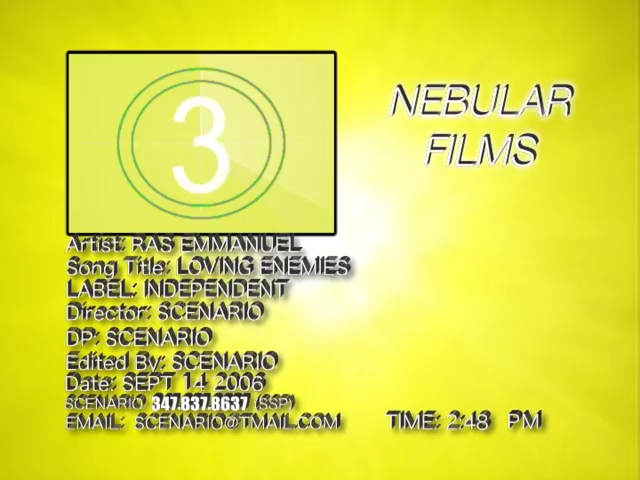 3
NEBULAR
FILMS
Artist: RAS EMMANUEL
Song Title: LOVING ENEMIES
LABEL: INDEPENDENT
Director: SCENARIO
DP: SCENARIO
Edited By: SCENARIO
Date: SEPT 14 2006
SCENARIO 347.837.8637 (SSP)
EMAIL: SCENARIO@TMAIL.COM
TIME: 2:48 PM